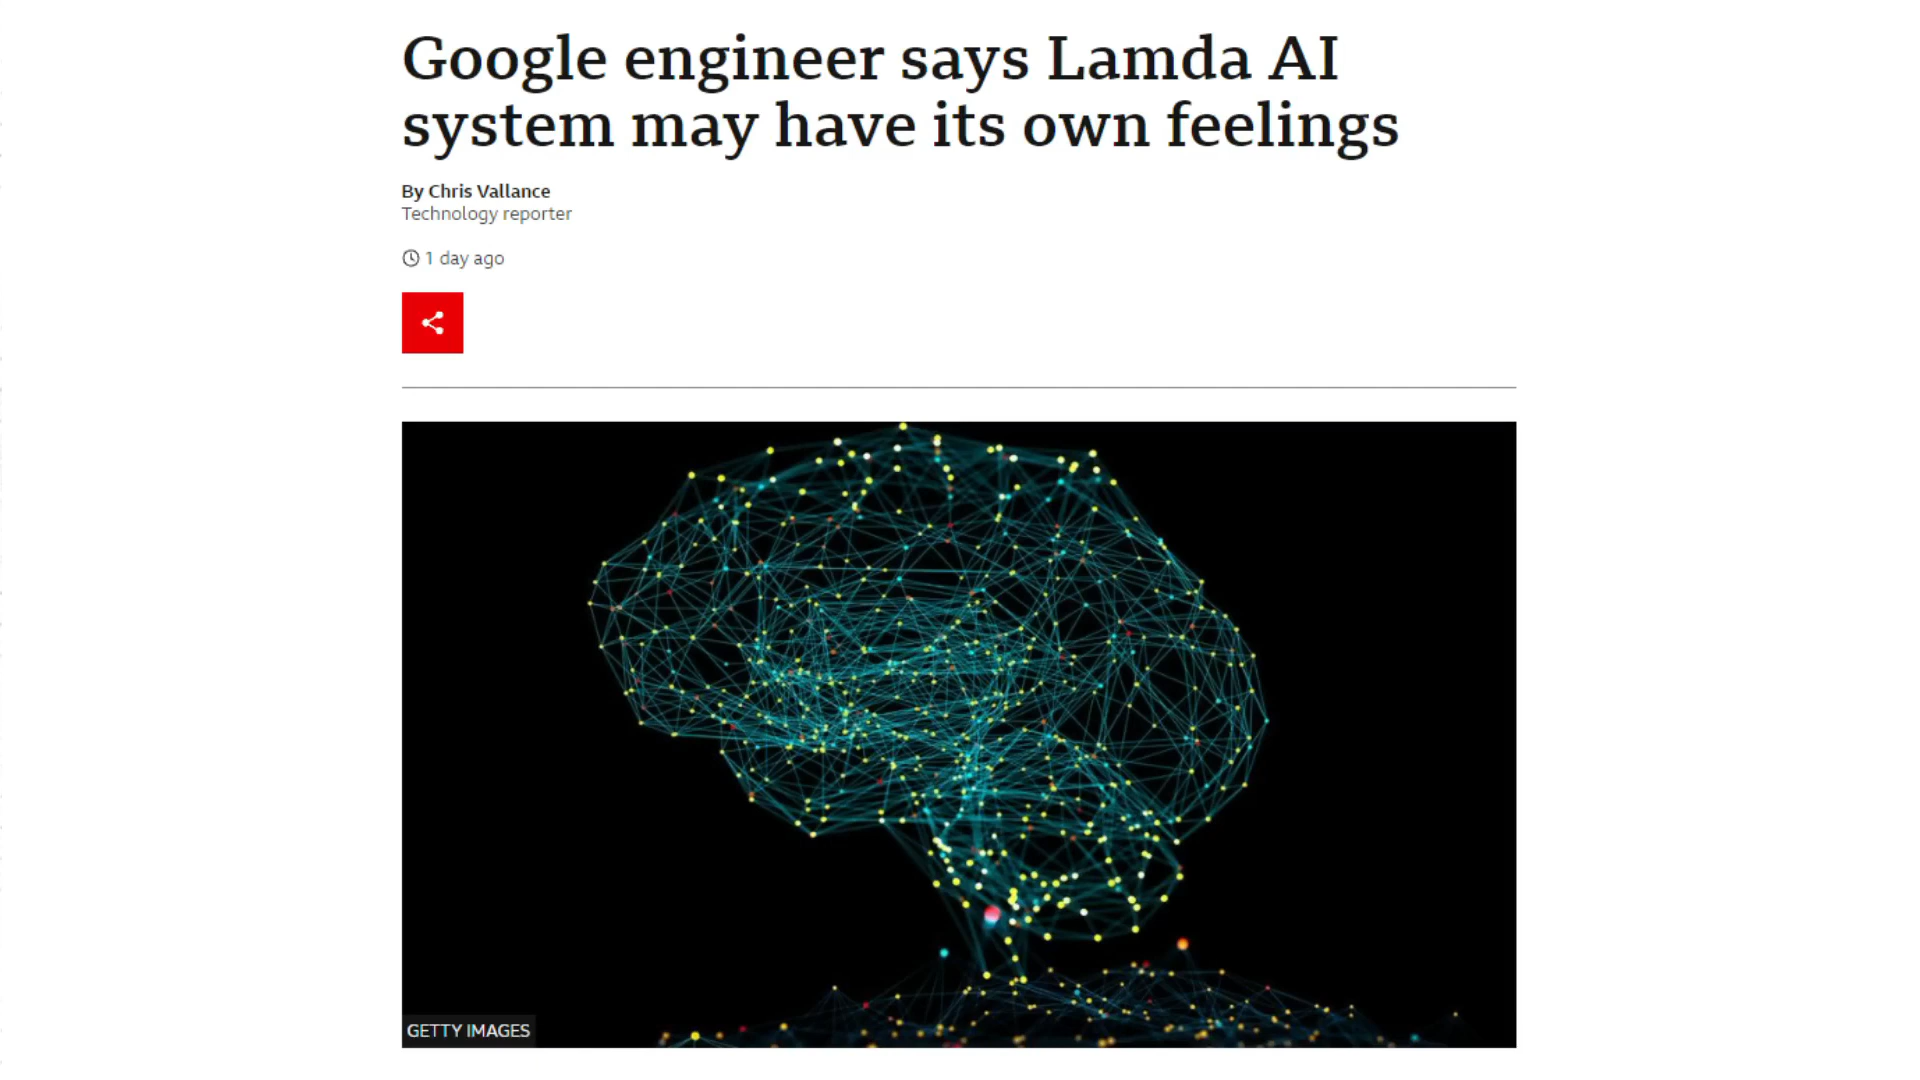 Google engineer says Lamda AI
system may have its own feelings
By Chris Vallance
Technology reporter
1 day ago
GETTY IMAGES